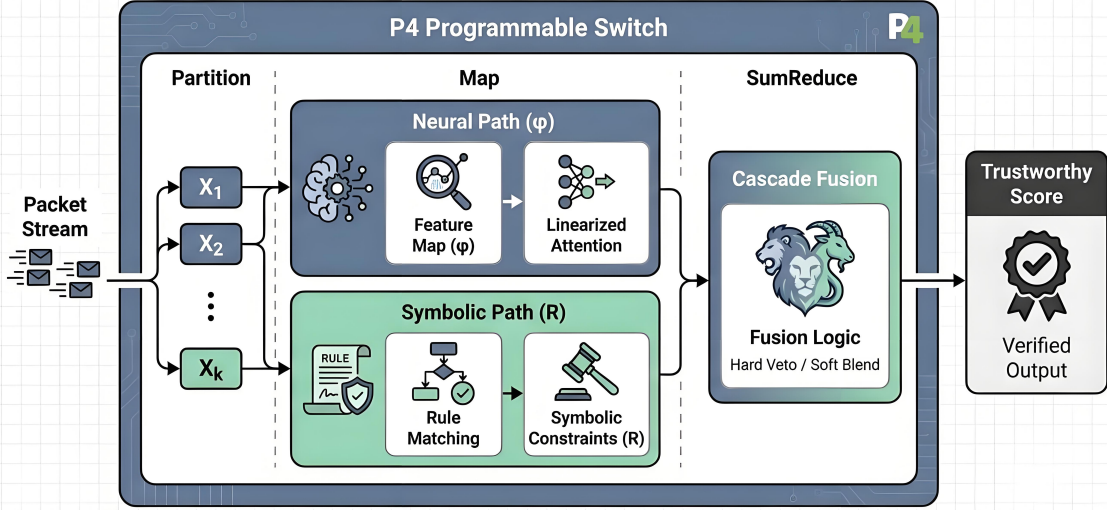 P4 Programmable Switch
P4
Partition
Map
SumReduce
Packet
Stream
X₁
X₂
Xₖ
Neural Path (φ)
Feature
Map (φ)
Linearized
Attention
Symbolic Path (R)
RULE
Rule
Matching
Symbolic
Constraints (R)
Cascade Fusion
Fusion Logic
Hard Veto / Soft Blend
Trustworthy
Score
Verified
Output